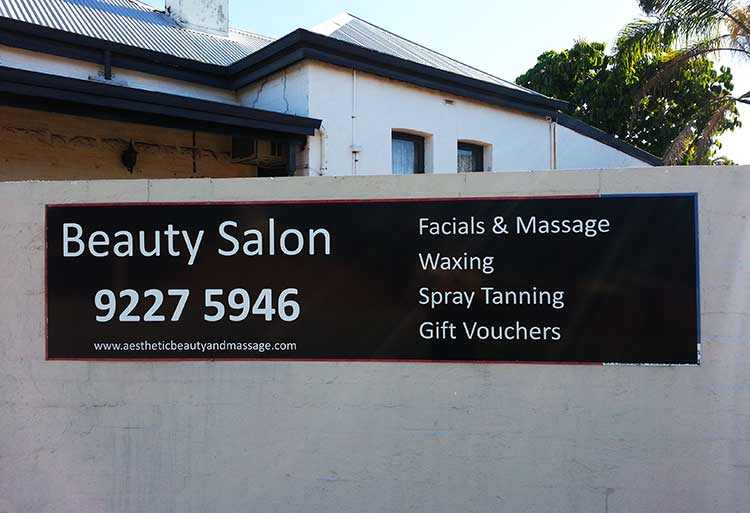 Beauty Salon
9227 5946
www.aestheticbeautyandmassage.com
Facials & Massage
Waxing
Spray Tanning
Gift Vouchers